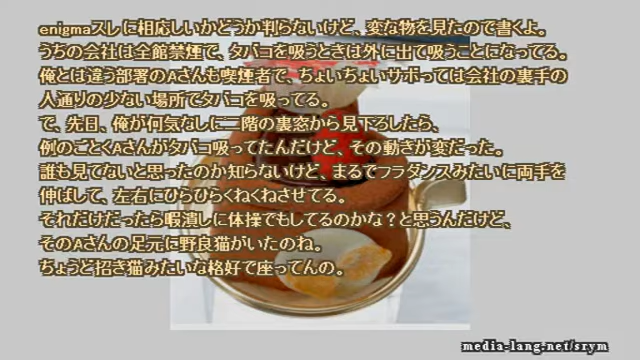 enigmaスレに相応しいかどうか判らないけど、変な物を見たので書くよ。
うちの会社は全館禁煙で、タバコを吸うときは外に出て吸うことになってる。
俺とは違う部署のAさんも喫煙者で、ちょいちょいサボっては会社の裏手の
人通りの少ない場所でタバコを吸ってる。
で、先日、俺が何気なしに二階の裏窓から見下ろしたら、
例のごとくAさんがタバコ吸ってたんだけど、その動きが変だった。
誰も見てないと思ったのか知らないけど、まるでフラダンスみたいに両手を
伸ばして、左右にひらひらくねくねさせてる。
それだけだったら暇潰しに体操でもしてるのかな?と思うんだけど、
そのAさんの足元に野良猫がいたのね。
ちょうど招き猫みたいな格好で座ってんの。
media-lang.net/srym